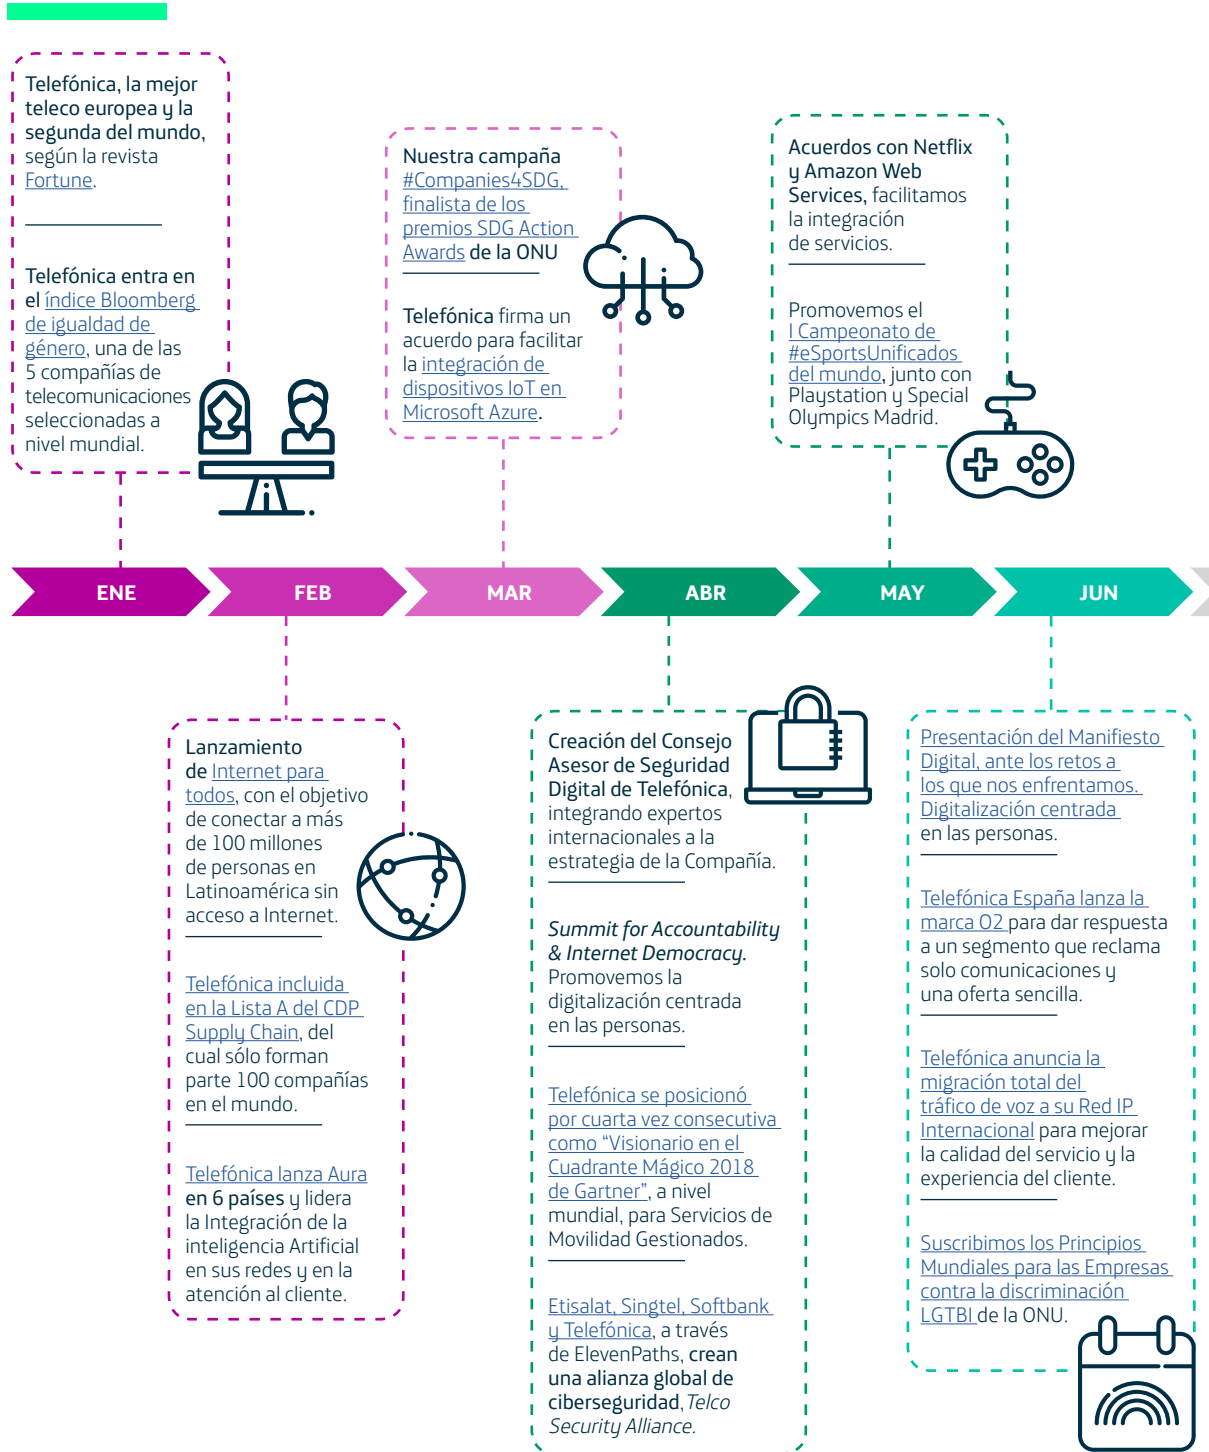 Telefónica, la mejor
teleco europea y la
segunda del mundo,
según la revista
Fortune.
Telefónica entra en
el índice Bloomberg
de igualdad de
género, una de las
5 compañías de
telecomunicaciones
seleccionadas a
nivel mundial.
Nuestra campaña
#Companies4SDG,
finalista de los
premios SDG Action
Awards de la ONU
Telefónica firma un
acuerdo para facilitar
la integración de
dispositivos IoT en
Microsoft Azure.
Acuerdos con Netflix
y Amazon Web
Services, facilitamos
la integración
de servicios.
Promovemos el
I Campeonato de
#eSportsUnificados
del mundo, junto con
Playstation y Special
Olympics Madrid.
ENE
FEB
MAR
ABR
MAY
JUN
Lanzamiento
de Internet para
todos, con el objetivo
de conectar a más
de 100 millones
de personas en
Latinoamérica sin
acceso a Internet.
Telefónica incluida
en la Lista A del CDP
Supply Chain, del
cual sólo forman
parte 100 compañías
en el mundo.
Telefónica lanza Aura
en 6 países y lidera
la Integración de la
inteligencia Artificial
en sus redes y en la
atención al cliente.
Creación del Consejo
Asesor de Seguridad
Digital de Telefónica,
integrando expertos
internacionales a la
estrategia de la Compañía.
Summit for Accountability
& Internet Democracy.
Promovemos la
digitalización centrada
en las personas.
Telefónica se posicionó
por cuarta vez consecutiva
como “Visionario en el
Cuadrante Mágico 2018
de Gartner”, a nivel
mundial, para Servicios de
Movilidad Gestionados.
Etisalat, Singtel, Softbank
y Telefónica, a través
de ElevenPaths, crean
una alianza global de
ciberseguridad, Telco
Security Alliance.
Presentación del Manifiesto
Digital, ante los retos a
los que nos enfrentamos.
Digitalización centrada
en las personas.
Telefónica España lanza la
marca O2 para dar respuesta
a un segmento que reclama
solo comunicaciones y
una oferta sencilla.
Telefónica anuncia la
migración total del
tráfico de voz a su Red IP
Internacional para mejorar
la calidad del servicio y la
experiencia del cliente.
Suscribimos los Principios
Mundiales para las Empresas
contra la discriminación
LGTBI de la ONU.